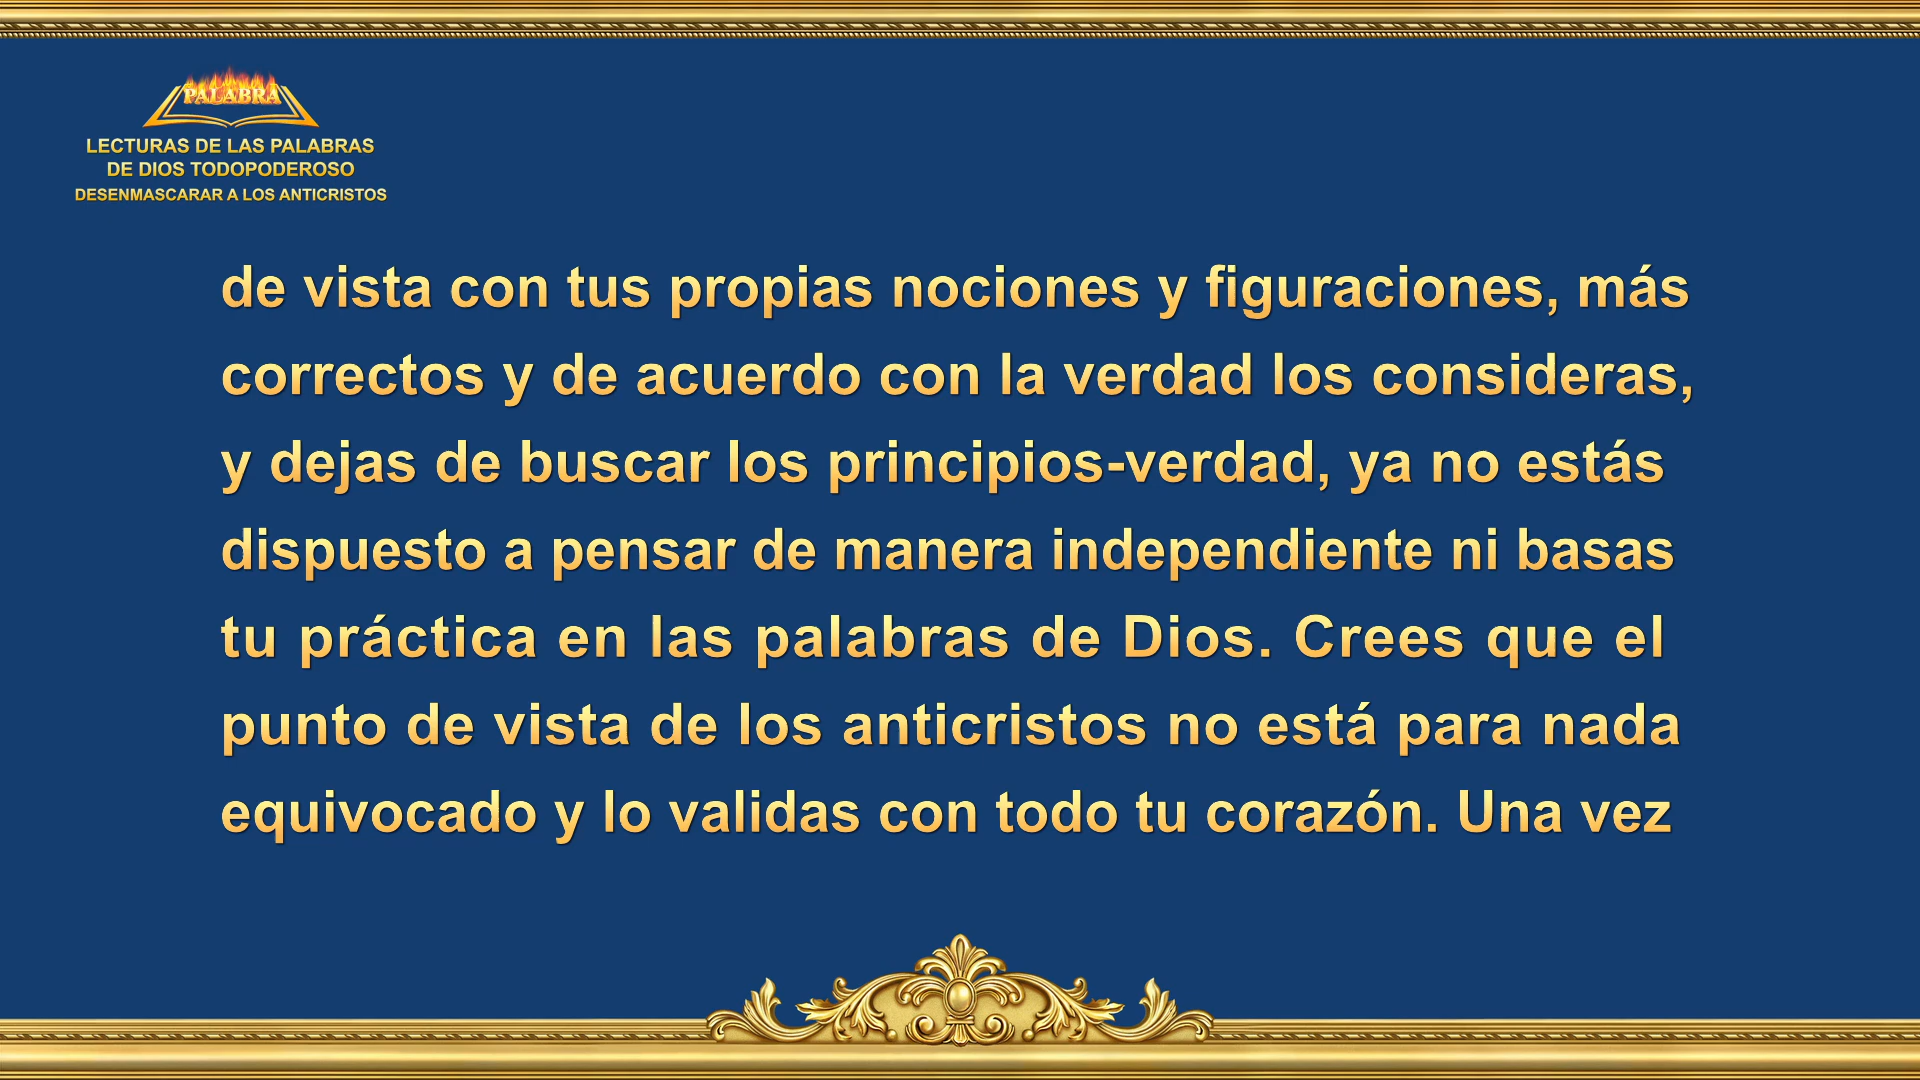 PALABRA
LECTURAS DE LAS PALABRAS
DE DIOS TODOPODEROSO
DESENMASCARAR A LOS ANTICRISTOS
de vista con tus propias nociones y figuraciones, más
correctos y de acuerdo con la verdad los consideras,
y dejas de buscar los principios-verdad, ya no estás
dispuesto a pensar de manera independiente ni basas
tu práctica en las palabras de Dios. Crees que el
punto de vista de los anticristos no está para nada
equivocado y lo validas con todo tu corazón. Una vez